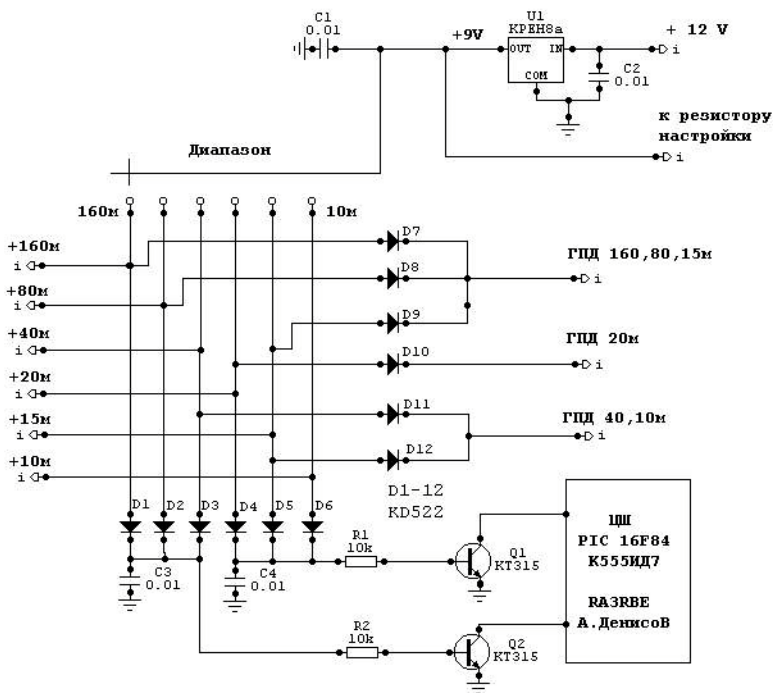 C1
0.01
+9V
U1
КРЕН8а
OUT IN
COM
+ 12 V
i
C2
0.01
к резистору
настройки
i
Диапазон
160м
10м
+160м
i
+80м
i
+40м
i
+20м
i
+15м
i
+10м
i
D7
D8
D9
D10
D11
D12
ГПД 160,80,15м
i
ГПД 20м
i
ГПД 40,10м
i
D1-12
KD522
D1
D2
D3
D4
D5
D6
C3
0.01
C4
0.01
R1
10k
Q1
КТ315
R2
10k
Q2
КТ315
ЦШ
PIC 16F84
К555ИД7
RA3RBE
А.ДенисоВ